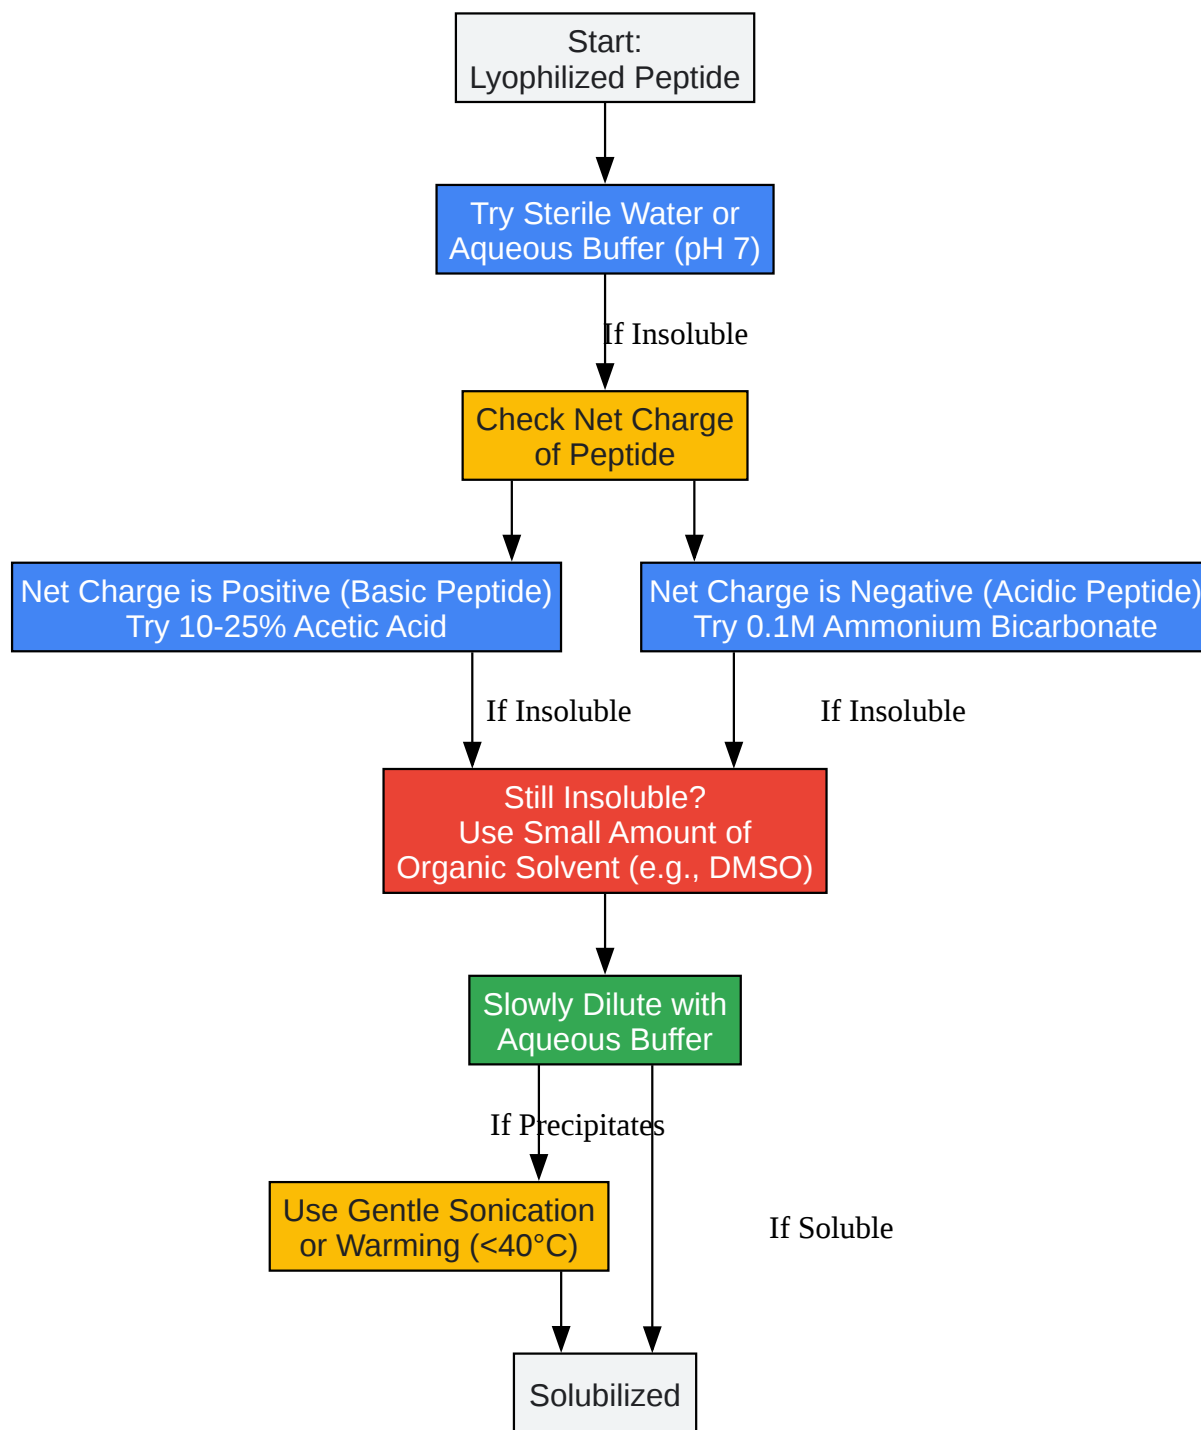 Start:
Lyophilized Peptide
Try Sterile Water or
Aqueous Buffer (pH 7)
If Insoluble
Check Net Charge
of Peptide
Net Charge is Positive (Basic Peptide)
Try 10-25% Acetic Acid
Net Charge is Negative (Acidic Peptide)
Try 0.1M Ammonium Bicarbonate
If Insoluble
If Insoluble
Still Insoluble?
Use Small Amount of
Organic Solvent (e.g., DMSO)
Slowly Dilute with
Aqueous Buffer
If Precipitates
Use Gentle Sonication
or Warming (<40°C)
If Soluble
Solubilized